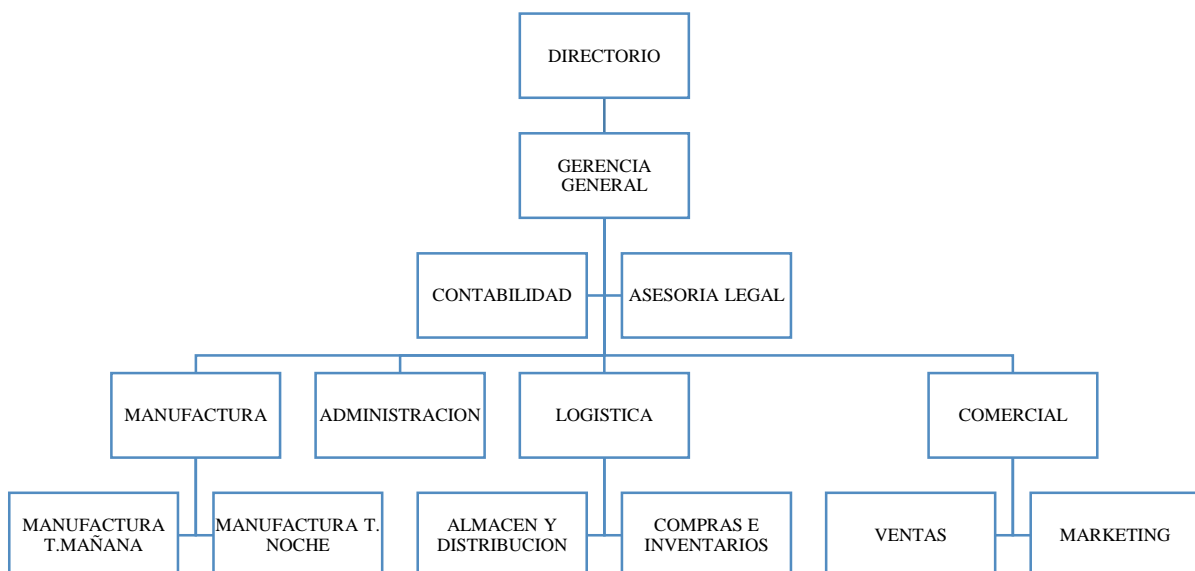 DIRECTORIO
GERENCIA
GENERAL
CONTABILIDAD
ASESORIA LEGAL
MANUFACTURA
ADMINISTRACION
LOGISTICA
COMERCIAL
MANUFACTURA
T.MAÑANA
MANUFACTURA T.
NOCHE
ALMACEN Y
DISTRIBUCION
COMPRAS E
INVENTARIOS
VENTAS
MARKETING